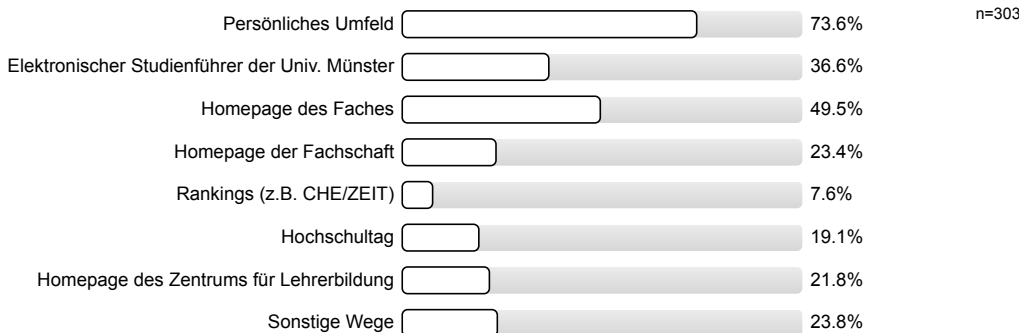 Persönliches Umfeld 73.6% n=303
Elektronischer Studienführer der Univ. Münster 36.6%
Homepage des Faches 49.5%
Homepage der Fachschaft 23.4%
Rankings (z.B. CHE/ZEIT) 7.6%
Hochschultag 19.1%
Homepage des Zentrums für Lehrerbildung 21.8%
Sonstige Wege 23.8%